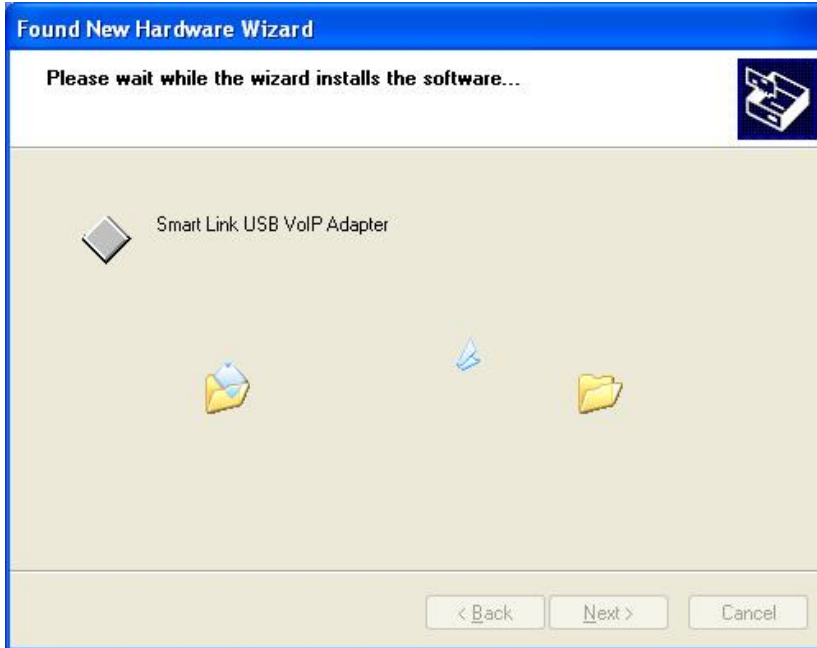 Found New Hardware Wizard
Please wait while the wizard installs the software...
Smart Link USB VoIP Adapter
< Back
Next >
Cancel